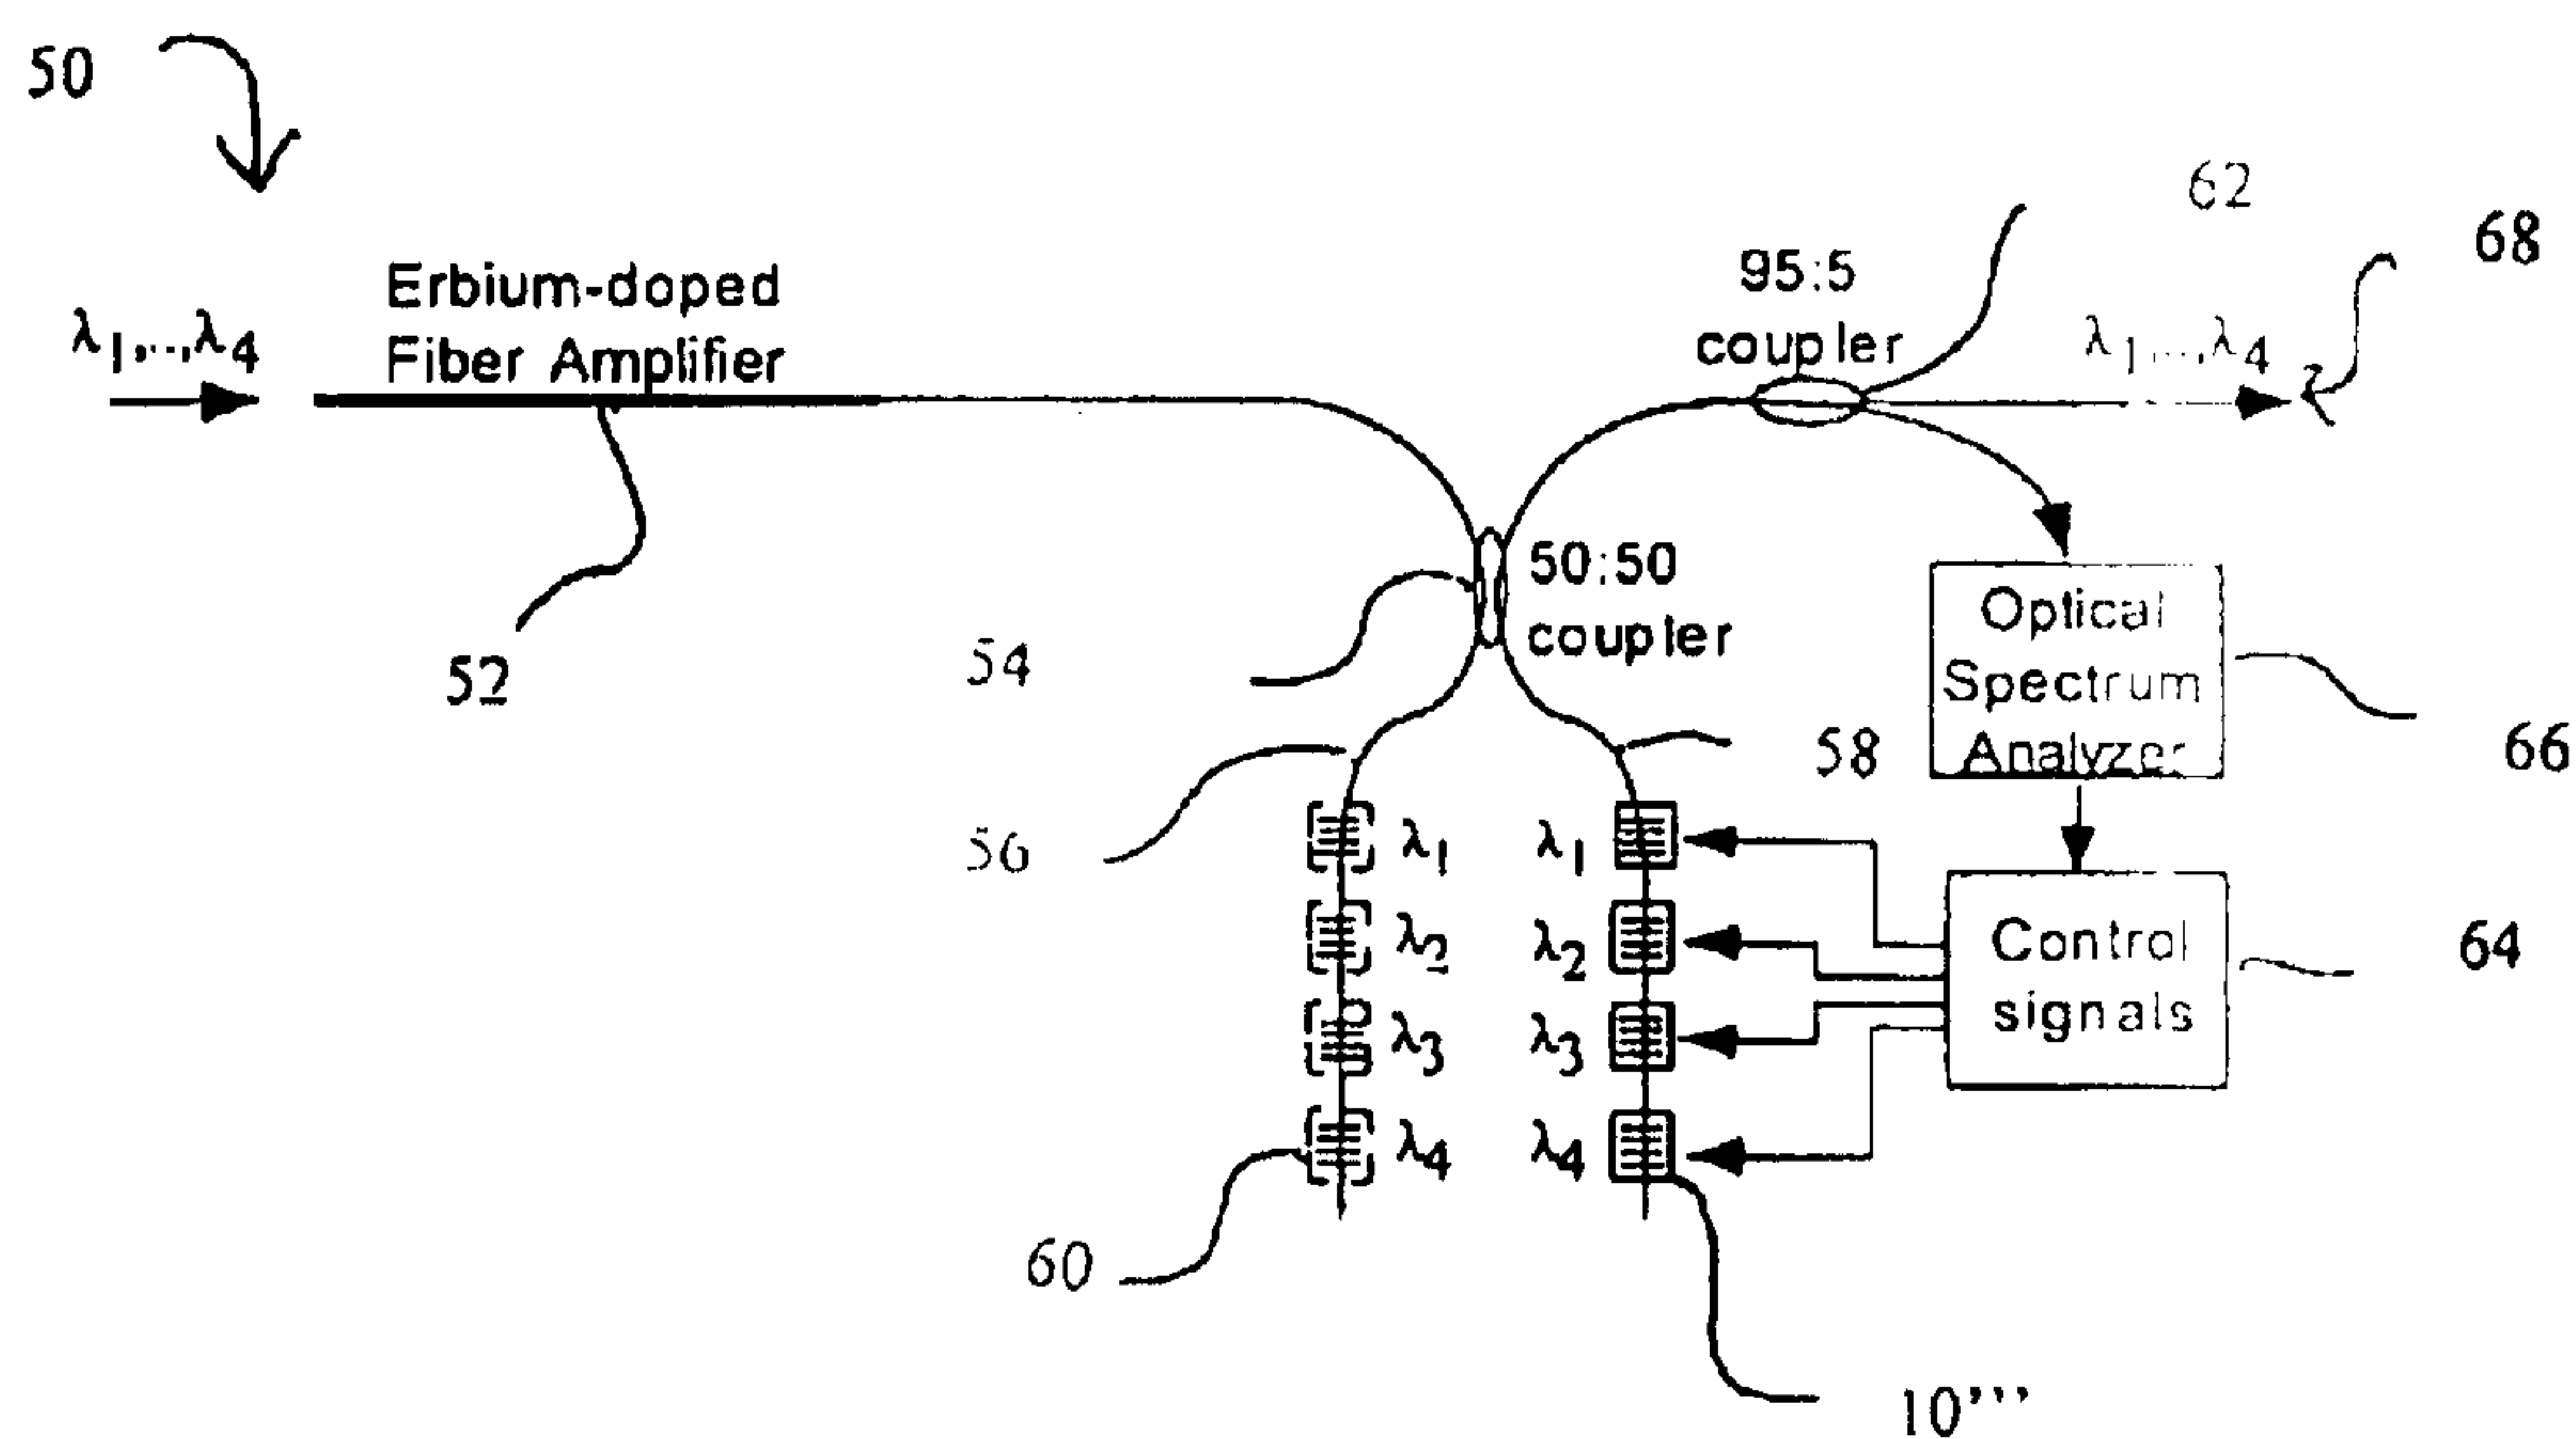 50
62
68
Erbium-doped
Fiber Amplifier
λ1,..,λ4
95:5
coupler
λ1,...,λ4
50:50
coupler
52
54
Optical
Spectrum
Analyzer
66
56
58
λ1
λ1
λ2
λ2
λ3
λ3
λ4
λ4
Control
signals
64
60
10’’’